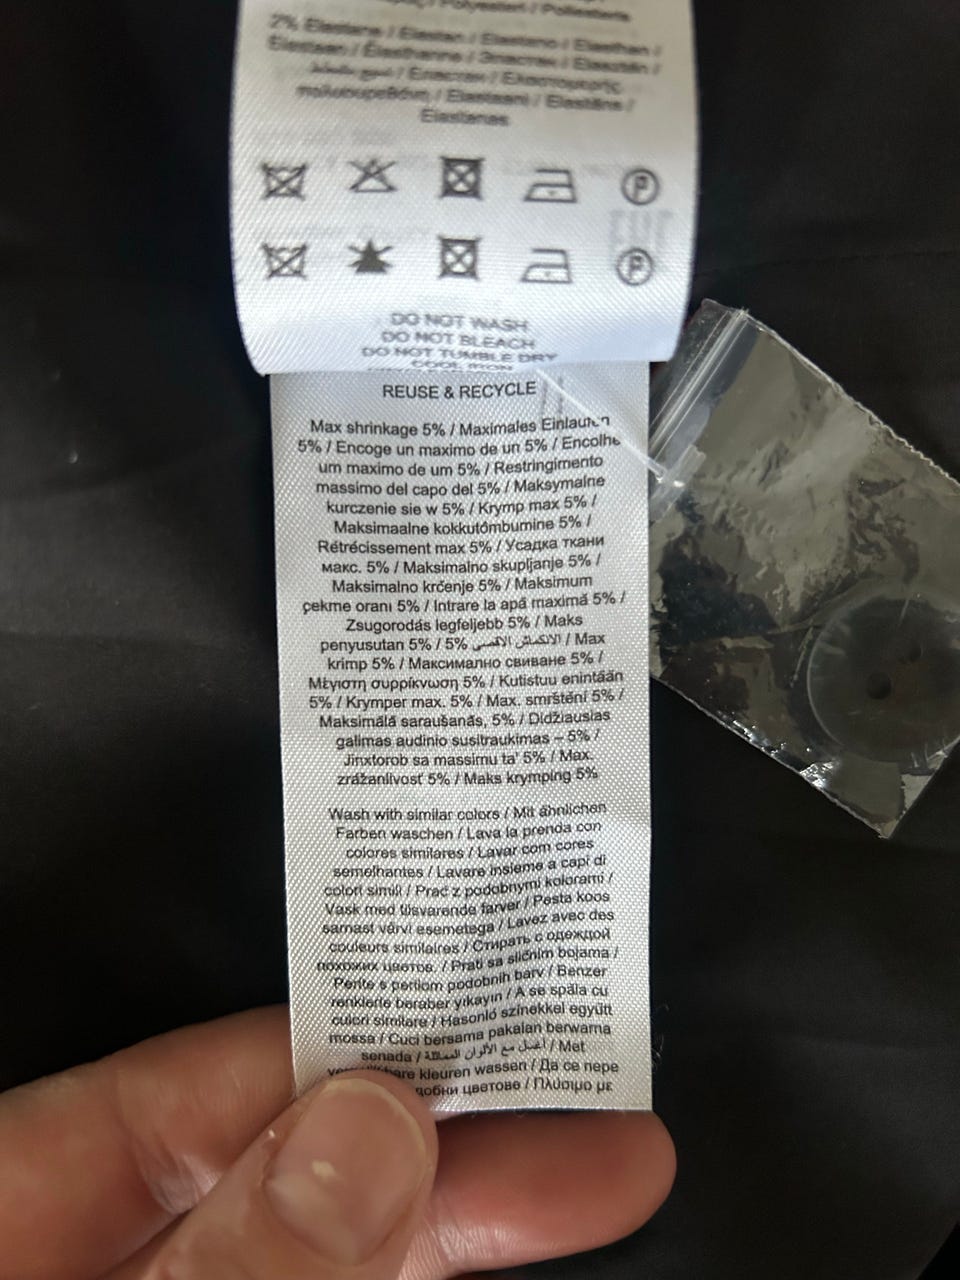 / Polyesteri / Poliesteris
2% Elastane / Elastan / Elastano / Elasthan /
Elastaan / Élasthanne / Эластан / Elasztán /
/ Еластан / Ελαστομερής
πολυουρεθάνη / Elastaani / Elastāns /
Elastanas
P
P
DO NOT WASH
DO NOT BLEACH
DO NOT TUMBLE DRY
COOL IRON
REUSE & RECYCLE
Max shrinkage 5% / Maximales Einlaufen
5% / Encoge un maximo de un 5% / Encolhe
um maximo de um 5% / Restringimento
massimo del capo del 5% / Maksymalne
kurczenie sie w 5% / Krymp max 5% /
Maksimaalne kokkutõmbumine 5% /
Rétrécissement max 5% / Усадка ткани
макс. 5% / Maksimalno skupljanje 5% /
Maksimalno krčenje 5% / Maksimum
çekme oranı 5% / Intrare la apă maximă 5% /
Zsugorodás legfeljebb 5% / Maks
penyusutan 5% / 5% الانكماش الاقصى / Max
krimp 5% / Максимално свиване 5% /
Μέγιστη συρρίκνωση 5% / Kutistuu enintään
5% / Krymper max. 5% / Max. smrštění 5% /
Maksimālā saraušanās, 5% / Didžiausias
galimas audinio susitraukimas – 5% /
Jinxtorob sa massimu ta' 5% / Max.
zrážanlivosť 5% / Maks krymping 5%
Wash with similar colors / Mit ähnlichen
Farben waschen / Lava la prenda con
colores similares / Lavar com cores
semelhantes / Lavare insieme a capi di
colori simili / Prać z podobnymi kolorami /
Vask med tilsvarende farver / Pesta koos
sarnast värvi esemetega / Lavez avec des
couleurs similaires / Стирать с одеждой
похожих цветов. / Prati sa sličnim bojama /
Perite s perilom podobnih barv / Benzer
renklerle beraber yıkayın / A se spăla cu
culori similare / Hasonló színekkel együtt
mossa / Cuci bersama pakaian berwarna
senada / اغسل مع الألوان المماثلة / Met
kleuren wassen / Да се пере
цветове / Πλύσιμο με